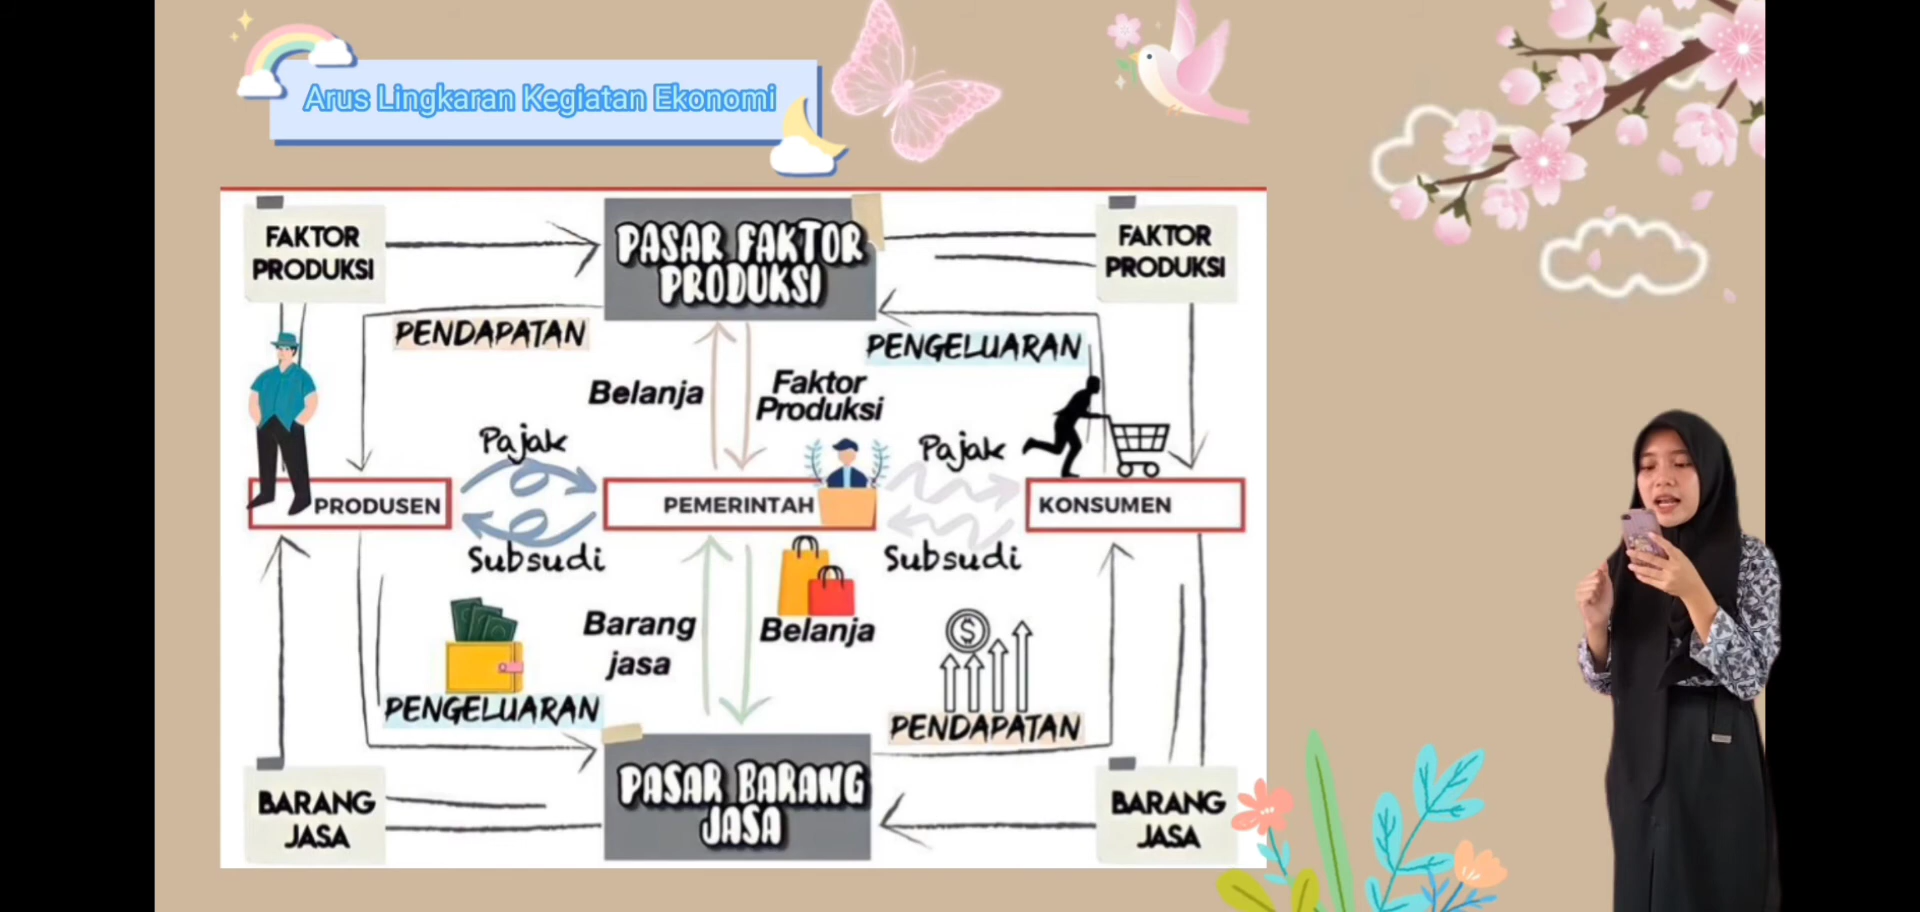 Arus Lingkaran Kegiatan Ekonomi
FAKTOR
PRODUKSI
PASAR FAKTOR
PRODUKSI
FAKTOR
PRODUKSI
PENDAPATAN
PENGELUARAN
Belanja
Faktor
Produksi
Pajak
Pajak
PRODUSEN
PEMERINTAH
KONSUMEN
Subsudi
Subsudi
Barang
jasa
Belanja
PENGELUARAN
PENDAPATAN
BARANG
JASA
PASAR BARANG
JASA
BARANG
JASA